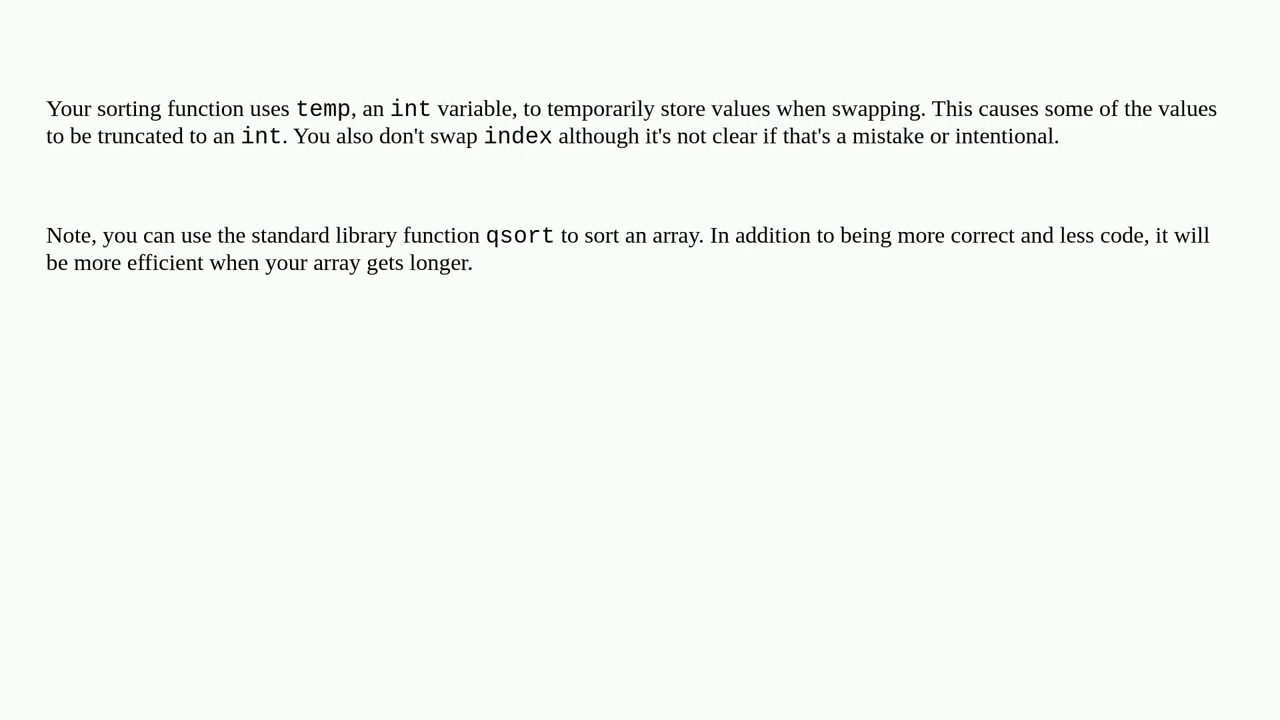 Your sorting function uses temp, an int variable, to temporarily store values when swapping. This causes some of the values
to be truncated to an int. You also don't swap index although it's not clear if that's a mistake or intentional.
Note, you can use the standard library function qsort to sort an array. In addition to being more correct and less code, it will
be more efficient when your array gets longer.